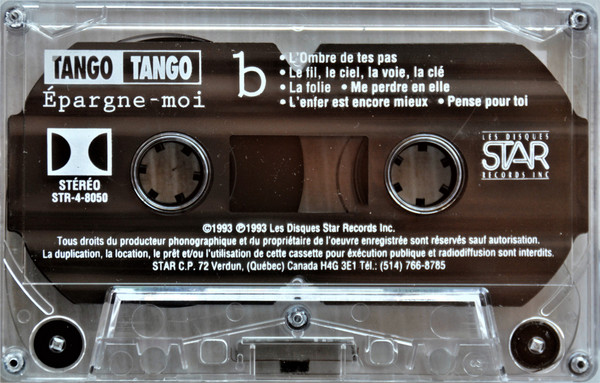 TANGO TANGO
Épargne-moi
b
• L'Ombre de tes pas
• Le fil, le ciel, la voie, la clé
• La folie • Me perdre en elle
• L'enfer est encore mieux • Pense pour toi
STÉRÉO
STR-4-8050
LES DISQUES
STAR
RECORDS INC
©1993 ℗1993 Les Disques Star Records Inc.
Tous droits du producteur phonographique et du propriétaire de l'oeuvre enregistrée sont réservés sauf autorisation.
La duplication, la location, le prêt et/ou l'utilisation de cette cassette pour éxécution publique et radiodiffusion sont interdits.
STAR C.P. 72 Verdun, (Québec) Canada H4G 3E1 Tél.: (514) 766-8785